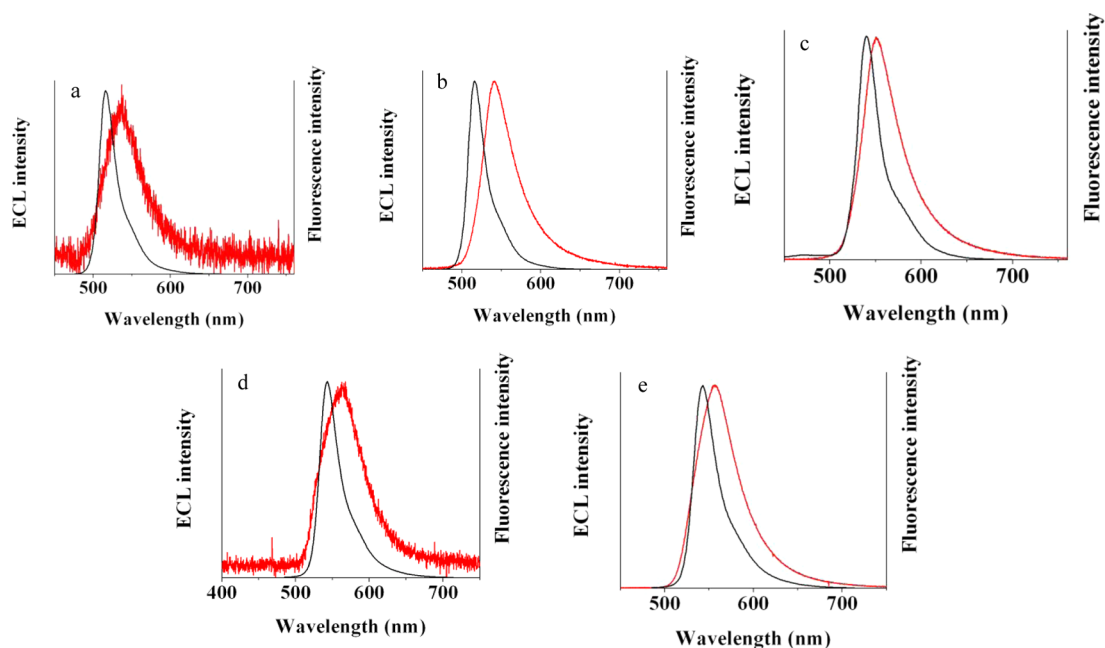 a
ECL intensity
Fluorescence intensity
500 600 700
Wavelength (nm)
b
ECL intensity
Fluorescence intensity
500 600 700
Wavelength (nm)
c
ECL intensity
Fluorescence intensity
500 600 700
Wavelength (nm)
d
ECL intensity
Fluorescence intensity
400 500 600 700
Wavelength (nm)
e
ECL intensity
Fluorescence intensity
500 600 700
Wavelength (nm)